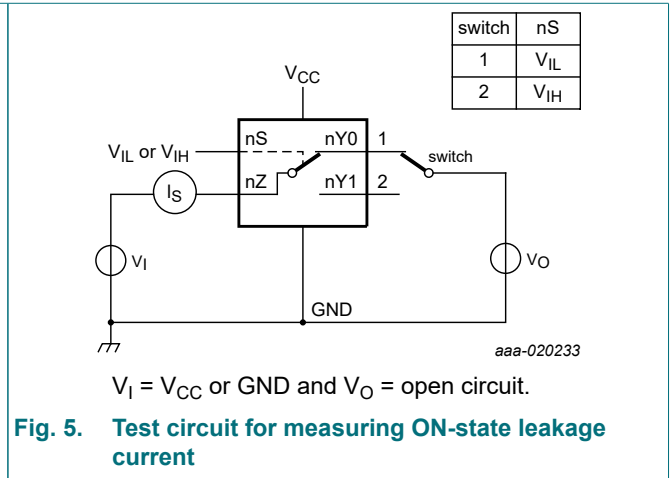 switch nS
1 VIL
2 VIH
VCC
nS nY0 1
VIL or VIH
switch
nZ nY1 2
IS
VI
VO
GND
aaa-020233
VI = VCC or GND and VO = open circuit.
Fig. 5. Test circuit for measuring ON-state leakage
current